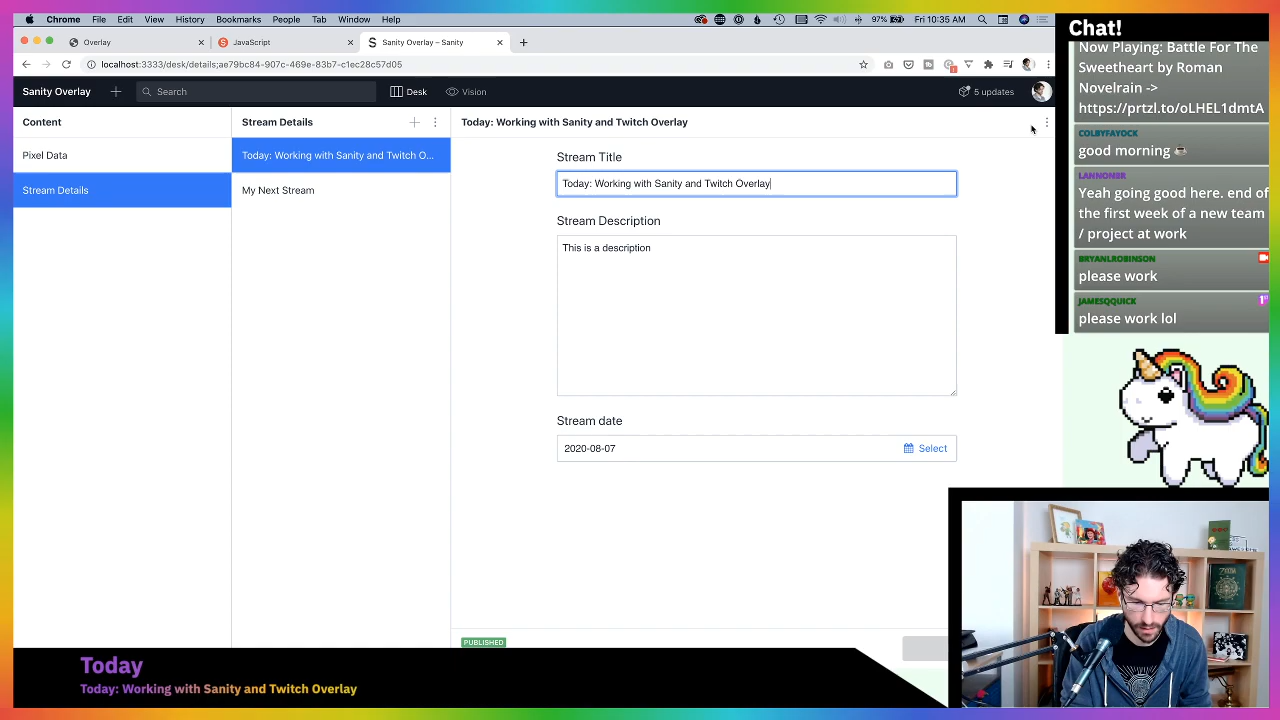 Chrome File Edit View History Bookmarks People Tab Window Help
97% Fri 10:35 AM
Overlay
JavaScript
Sanity Overlay – Sanity
localhost:3333/desk/details;ae79bc84-907c-469e-83b7-c1ec28c57d05
Sanity Overlay
Search
Desk
Vision
5 updates
Content
Pixel Data
Stream Details
Stream Details
Today: Working with Sanity and Twitch O...
My Next Stream
Today: Working with Sanity and Twitch Overlay
Stream Title
Today: Working with Sanity and Twitch Overlay
Stream Description
This is a description
Stream date
2020-08-07
Select
PUBLISHED
Chat!
Now Playing: Battle For The
Sweetheart by Roman
Novelrain ->
https://prtzl.to/oLHEL1dmtA
COLBYFAYOCK
good morning ☕
LANNONBR
Yeah going good here. end of
the first week of a new team
/ project at work
BRYANLROBINSON
please work
JAMESQQUICK
please work lol
Today
Today: Working with Sanity and Twitch Overlay